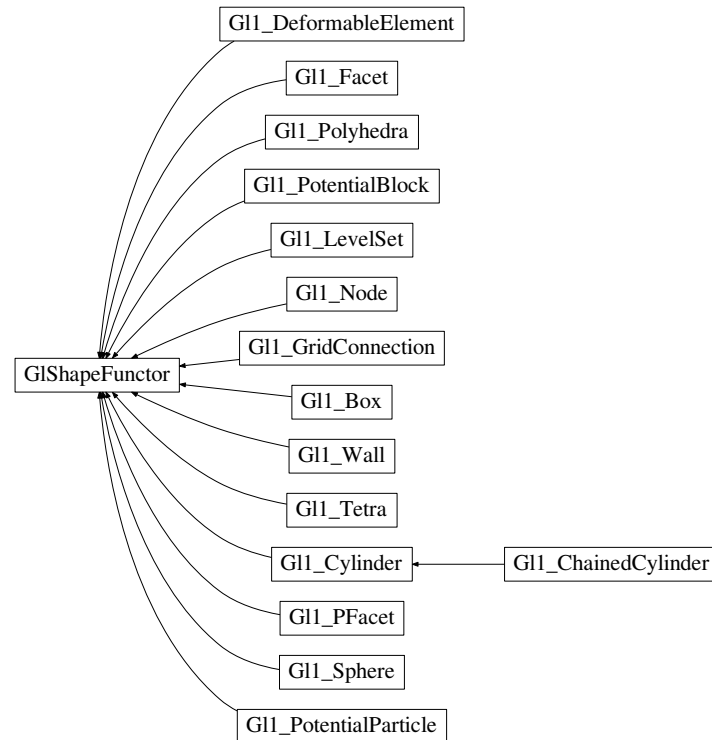 Gl1_DeformableElement
Gl1_Facet
Gl1_Polyhedra
Gl1_PotentialBlock
Gl1_LevelSet
Gl1_Node
Gl1_GridConnection
GlShapeFunctor
Gl1_Box
Gl1_Wall
Gl1_Tetra
Gl1_Cylinder
Gl1_ChainedCylinder
Gl1_PFacet
Gl1_Sphere
Gl1_PotentialParticle